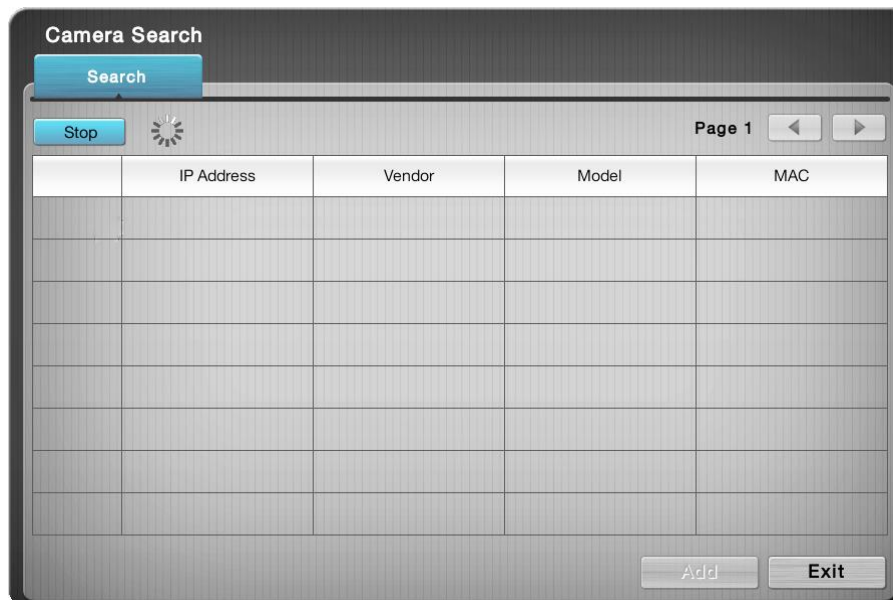 Camera Search
Search
Stop
Page 1
IP Address Vendor Model MAC
Add Exit